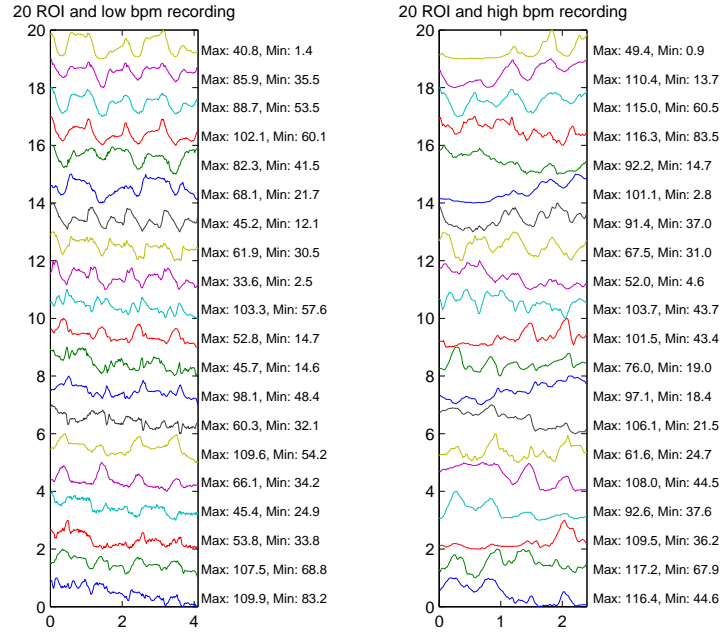 20 ROI and low bpm recording
20
18
16
14
12
10
8
6
4
2
0
0 2 4
Max: 40.8, Min: 1.4
Max: 85.9, Min: 35.5
Max: 88.7, Min: 53.5
Max: 102.1, Min: 60.1
Max: 82.3, Min: 41.5
Max: 68.1, Min: 21.7
Max: 45.2, Min: 12.1
Max: 61.9, Min: 30.5
Max: 33.6, Min: 2.5
Max: 103.3, Min: 57.6
Max: 52.8, Min: 14.7
Max: 45.7, Min: 14.6
Max: 98.1, Min: 48.4
Max: 60.3, Min: 32.1
Max: 109.6, Min: 54.2
Max: 66.1, Min: 34.2
Max: 45.4, Min: 24.9
Max: 53.8, Min: 33.8
Max: 107.5, Min: 68.8
Max: 109.9, Min: 83.2
20 ROI and high bpm recording
20
18
16
14
12
10
8
6
4
2
0
0 1 2
Max: 49.4, Min: 0.9
Max: 110.4, Min: 13.7
Max: 115.0, Min: 60.5
Max: 116.3, Min: 83.5
Max: 92.2, Min: 14.7
Max: 101.1, Min: 2.8
Max: 91.4, Min: 37.0
Max: 67.5, Min: 31.0
Max: 52.0, Min: 4.6
Max: 103.7, Min: 43.7
Max: 101.5, Min: 43.4
Max: 76.0, Min: 19.0
Max: 97.1, Min: 18.4
Max: 106.1, Min: 21.5
Max: 61.6, Min: 24.7
Max: 108.0, Min: 44.5
Max: 92.6, Min: 37.6
Max: 109.5, Min: 36.2
Max: 117.2, Min: 67.9
Max: 116.4, Min: 44.6